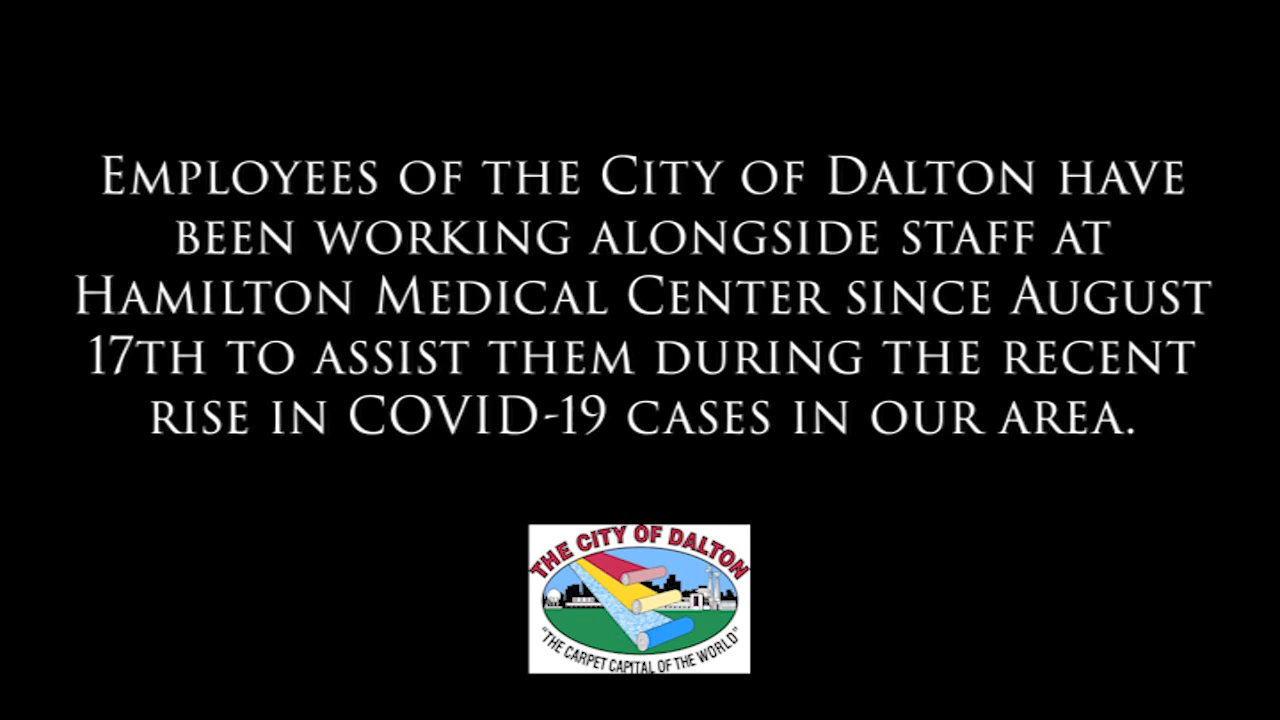 Employees of the City of Dalton have
been working alongside staff at
Hamilton Medical Center since August
17th to assist them during the recent
rise in COVID-19 cases in our area.
THE CITY OF DALTON
"THE CARPET CAPITAL OF THE WORLD"